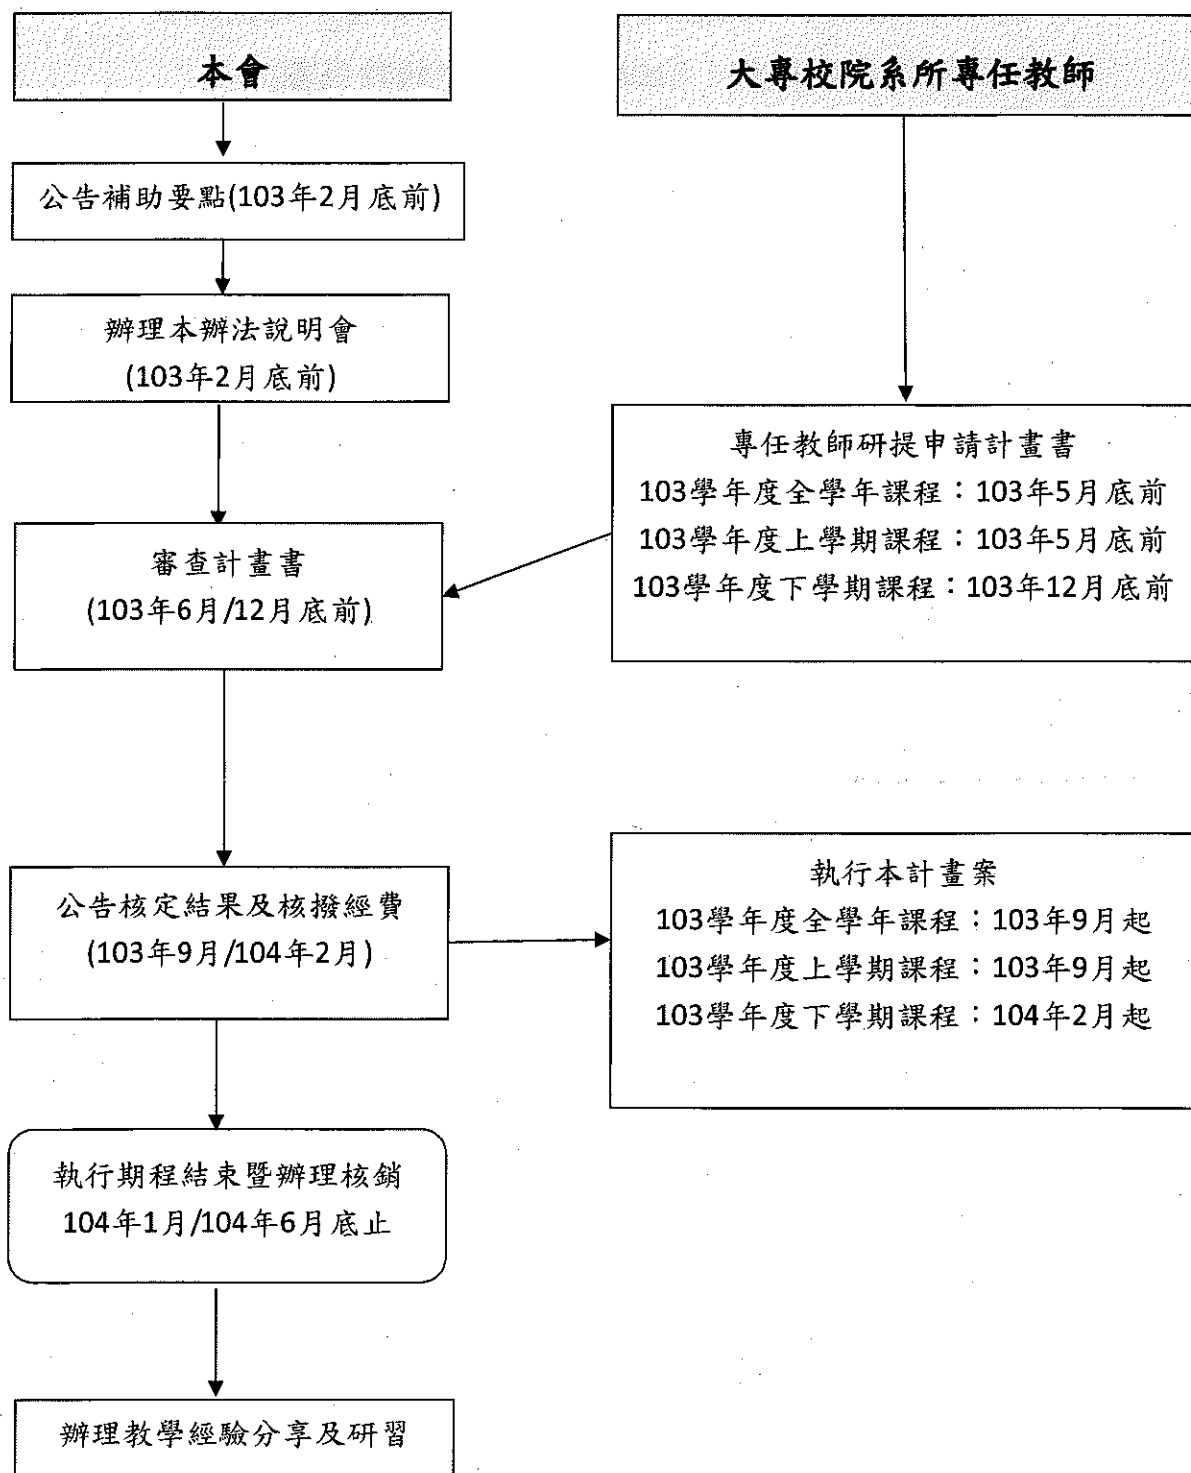 本會
大專校院系所專任教師
公告補助要點(103年2月底前)
辦理本辦法說明會
(103年2月底前)
專任教師研提申請計畫書
103學年度全學年課程：103年5月底前
103學年度上學期課程：103年5月底前
103學年度下學期課程：103年12月底前
審查計畫書
(103年6月/12月底前)
公告核定結果及核撥經費
(103年9月/104年2月)
執行本計畫案
103學年度全學年課程：103年9月起
103學年度上學期課程：103年9月起
103學年度下學期課程：104年2月起
執行期程結束暨辦理核銷
104年1月/104年6月底止
辦理教學經驗分享及研習